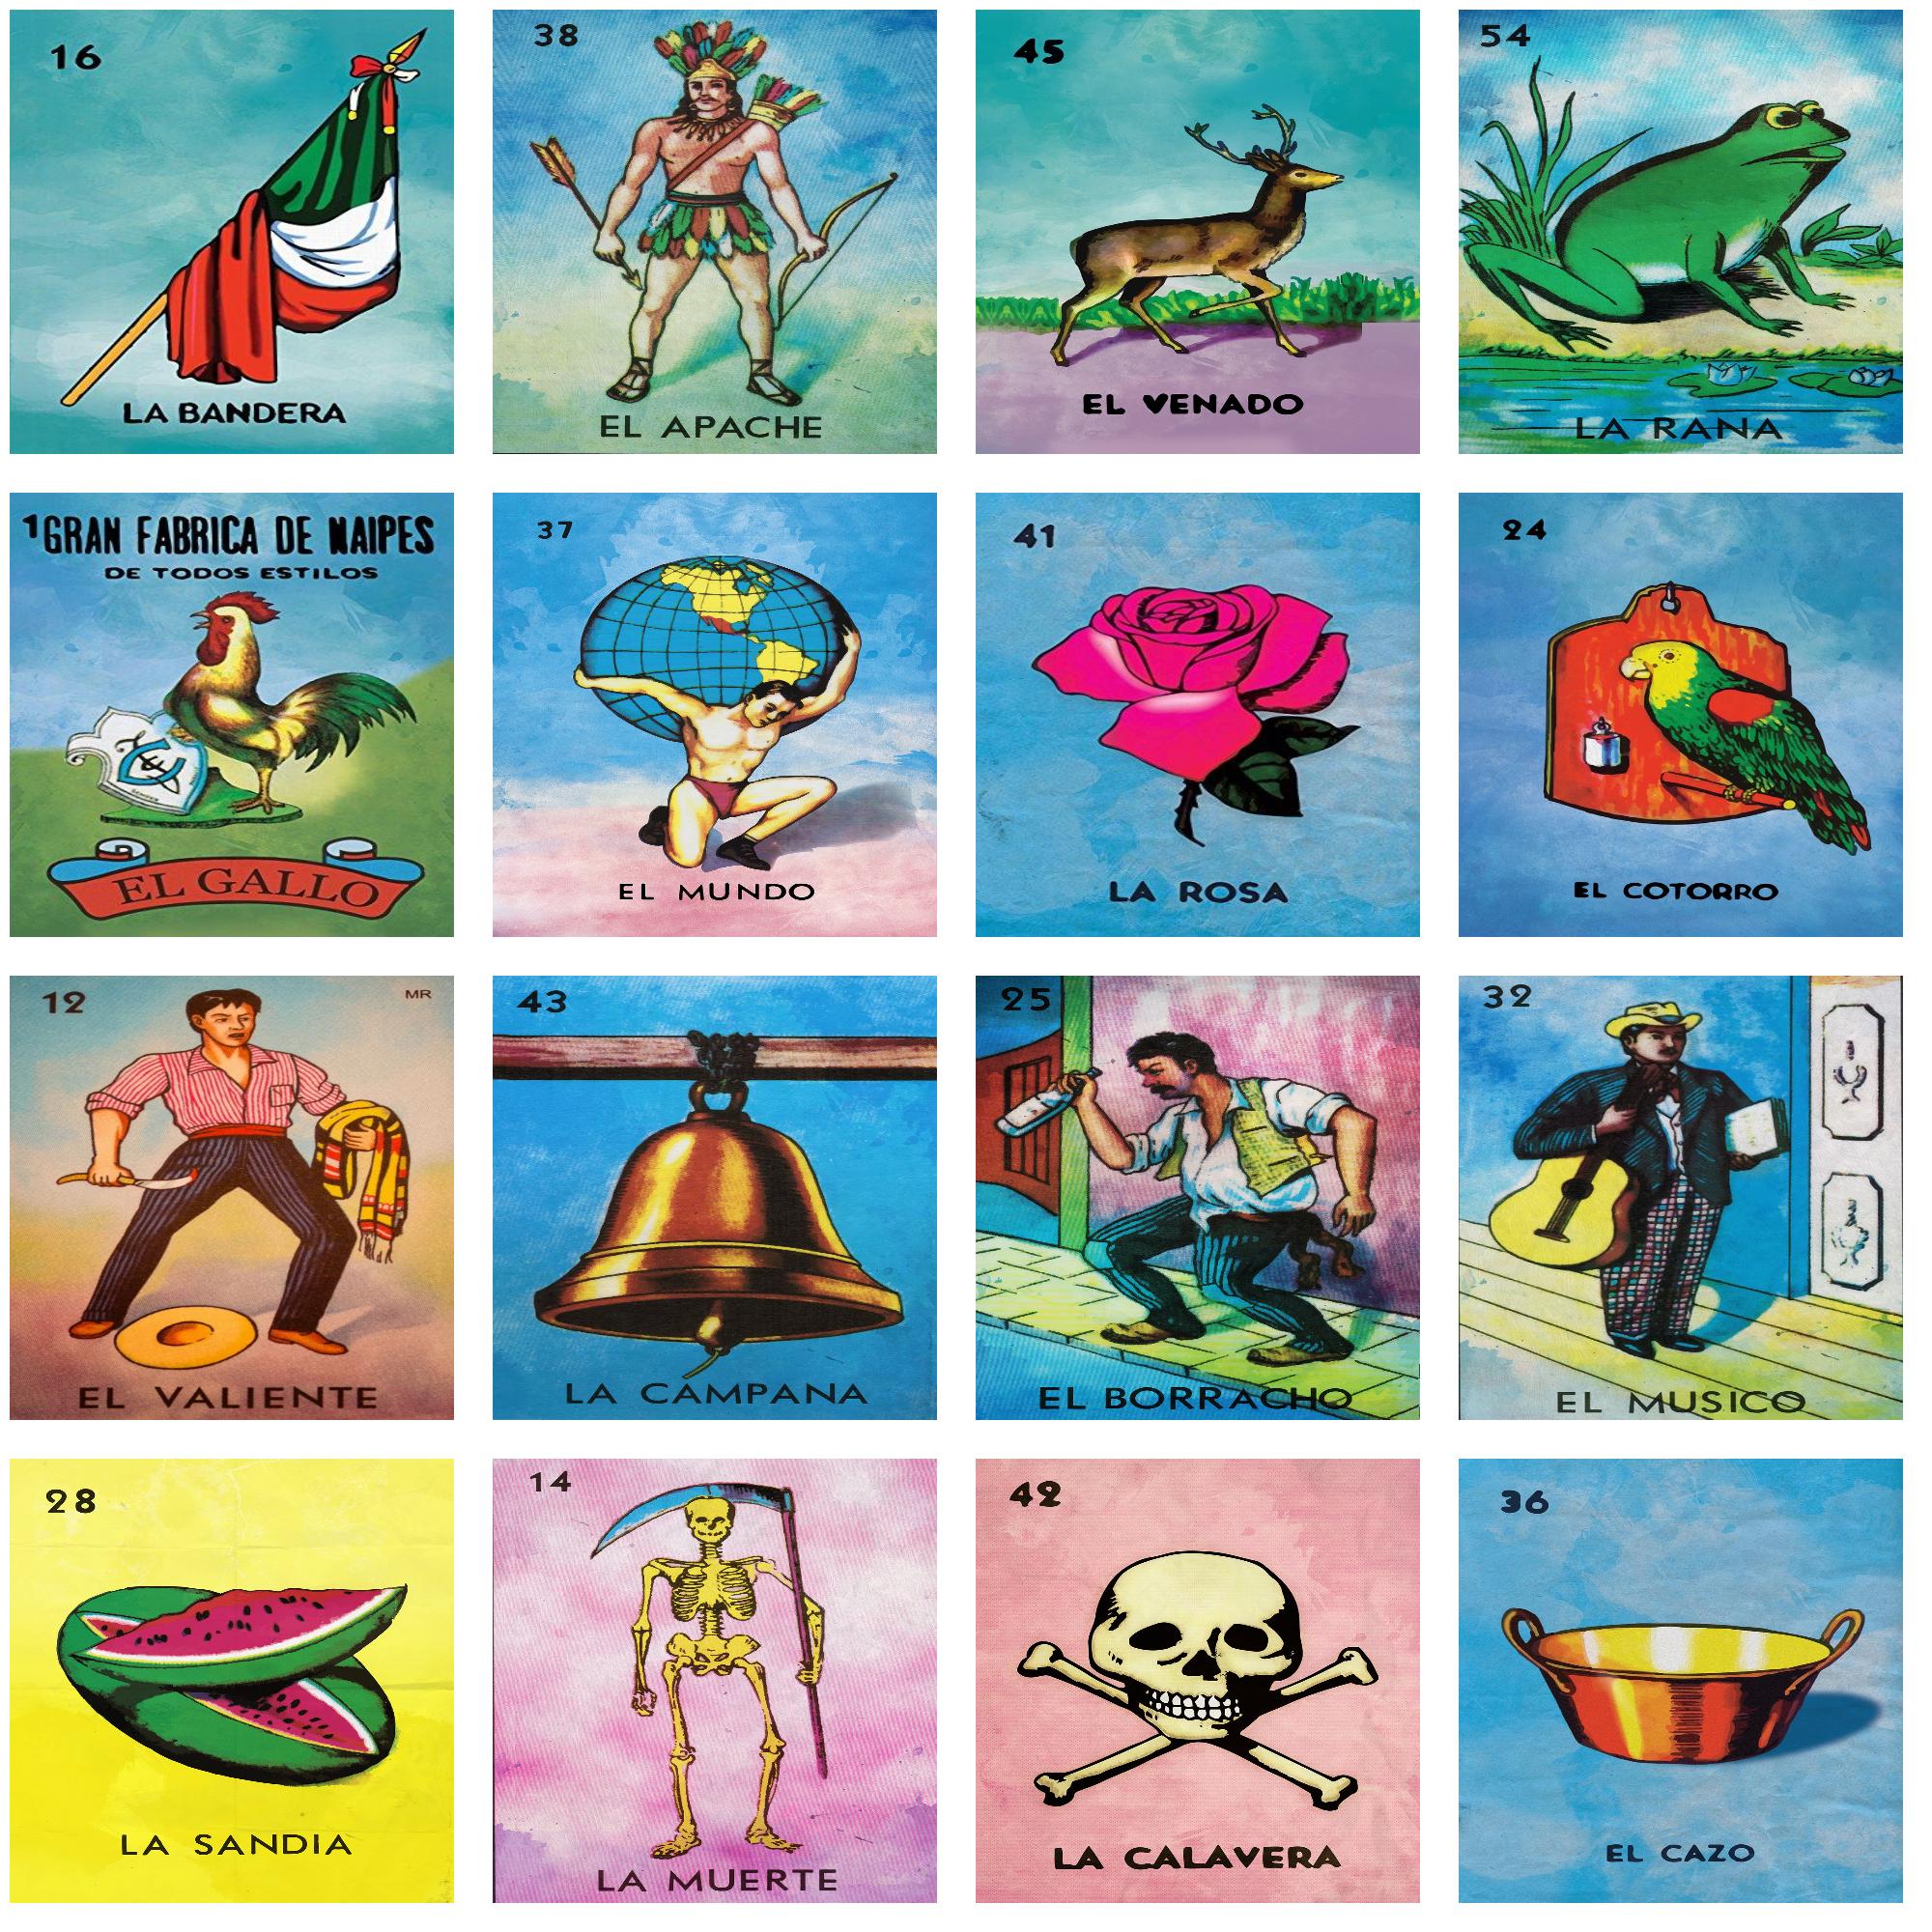 16
LA BANDERA
38
EL APACHE
45
EL VENADO
54
LA RANA
1 GRAN FABRICA DE NAIPES
DE TODOS ESTILOS
EL GALLO
37
EL MUNDO
41
LA ROSA
24
EL COTORRO
12
MR
EL VALIENTE
43
LA CAMPANA
25
EL BORRACHO
32
EL MUSICO
28
LA SANDIA
14
LA MUERTE
42
LA CALAVERA
36
EL CAZO